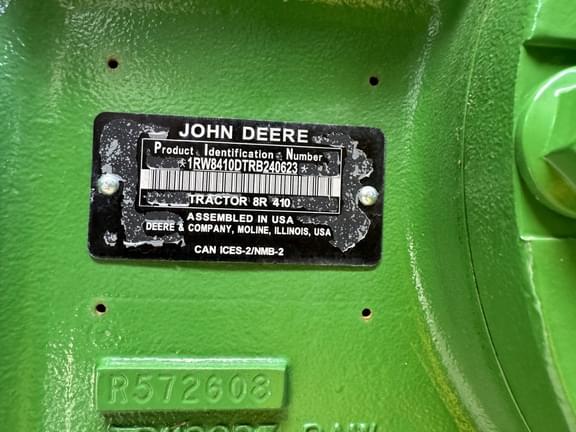 JOHN DEERE
Product Identification Number
*1RW8410DTRB240623*
TRACTOR 8R 410
ASSEMBLED IN USA
DEERE & COMPANY, MOLINE, ILLINOIS, USA
CAN ICES-2/NMB-2
R572608